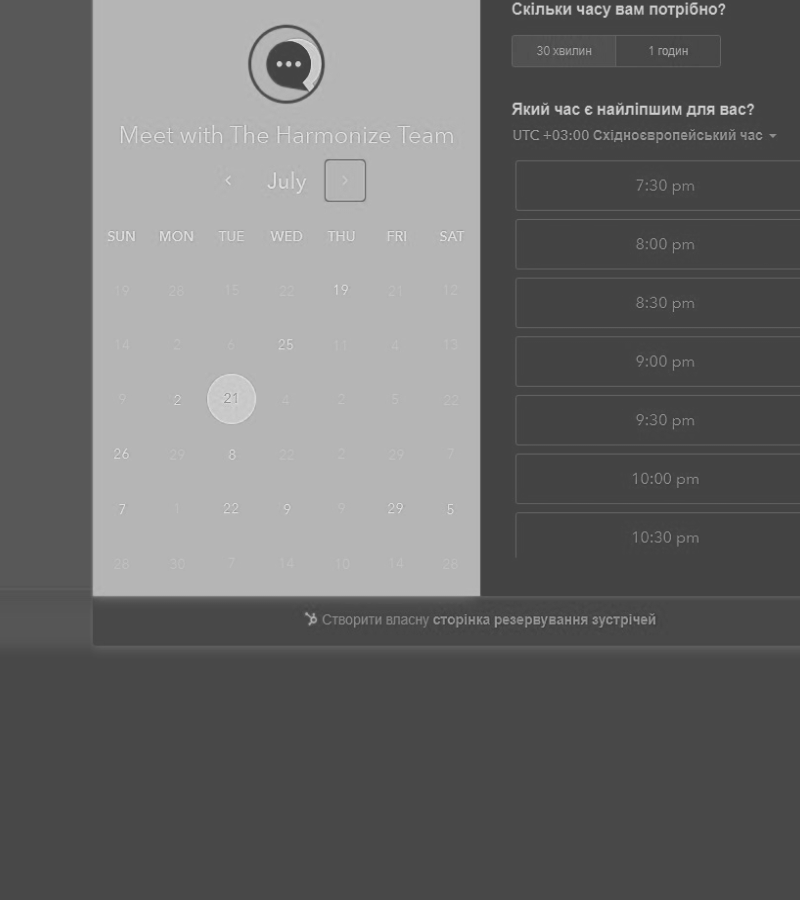 Meet with The Harmonize Team
July
SUN MON TUE WED THU FRI SAT
19 28 15 22 19 21 12
14 2 6 25 11 4 13
9 2 21 4 2 5 22
26 29 8 22 2 29 7
7 1 22 9 9 29 5
28 30 7 14 10 14 28
Скільки часу вам потрібно?
30 хвилин 1 годин
Який час є найліпшим для вас?
UTC +03:00 Східноєвропейський час
7:30 pm
8:00 pm
8:30 pm
9:00 pm
9:30 pm
10:00 pm
10:30 pm
Створити власну сторінка резервування зустрічей